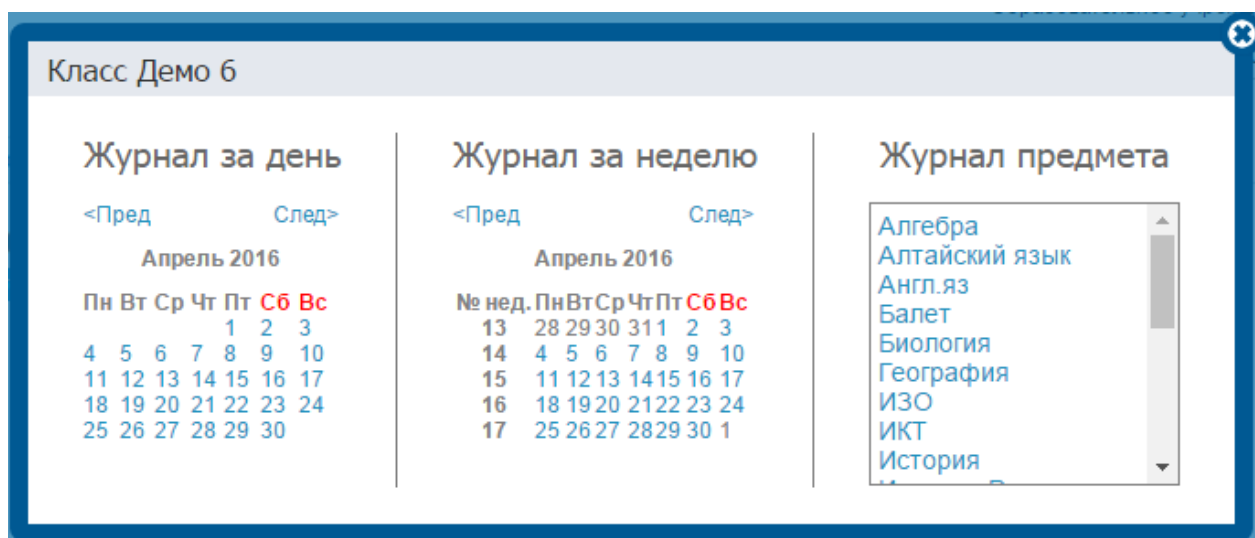 Класс Демо 6
Журнал за день
<Пред След>
Апрель 2016
Пн Вт Ср Чт Пт Сб Вс
1 2 3
4 5 6 7 8 9 10
11 12 13 14 15 16 17
18 19 20 21 22 23 24
25 26 27 28 29 30
Журнал за неделю
<Пред След>
Апрель 2016
№ нед. Пн Вт Ср Чт Пт Сб Вс
13 28 29 30 31 1 2 3
14 4 5 6 7 8 9 10
15 11 12 13 14 15 16 17
16 18 19 20 21 22 23 24
17 25 26 27 28 29 30 1
Журнал предмета
Алгебра
Алтайский язык
Англ.яз
Балет
Биология
География
ИЗО
ИКТ
История